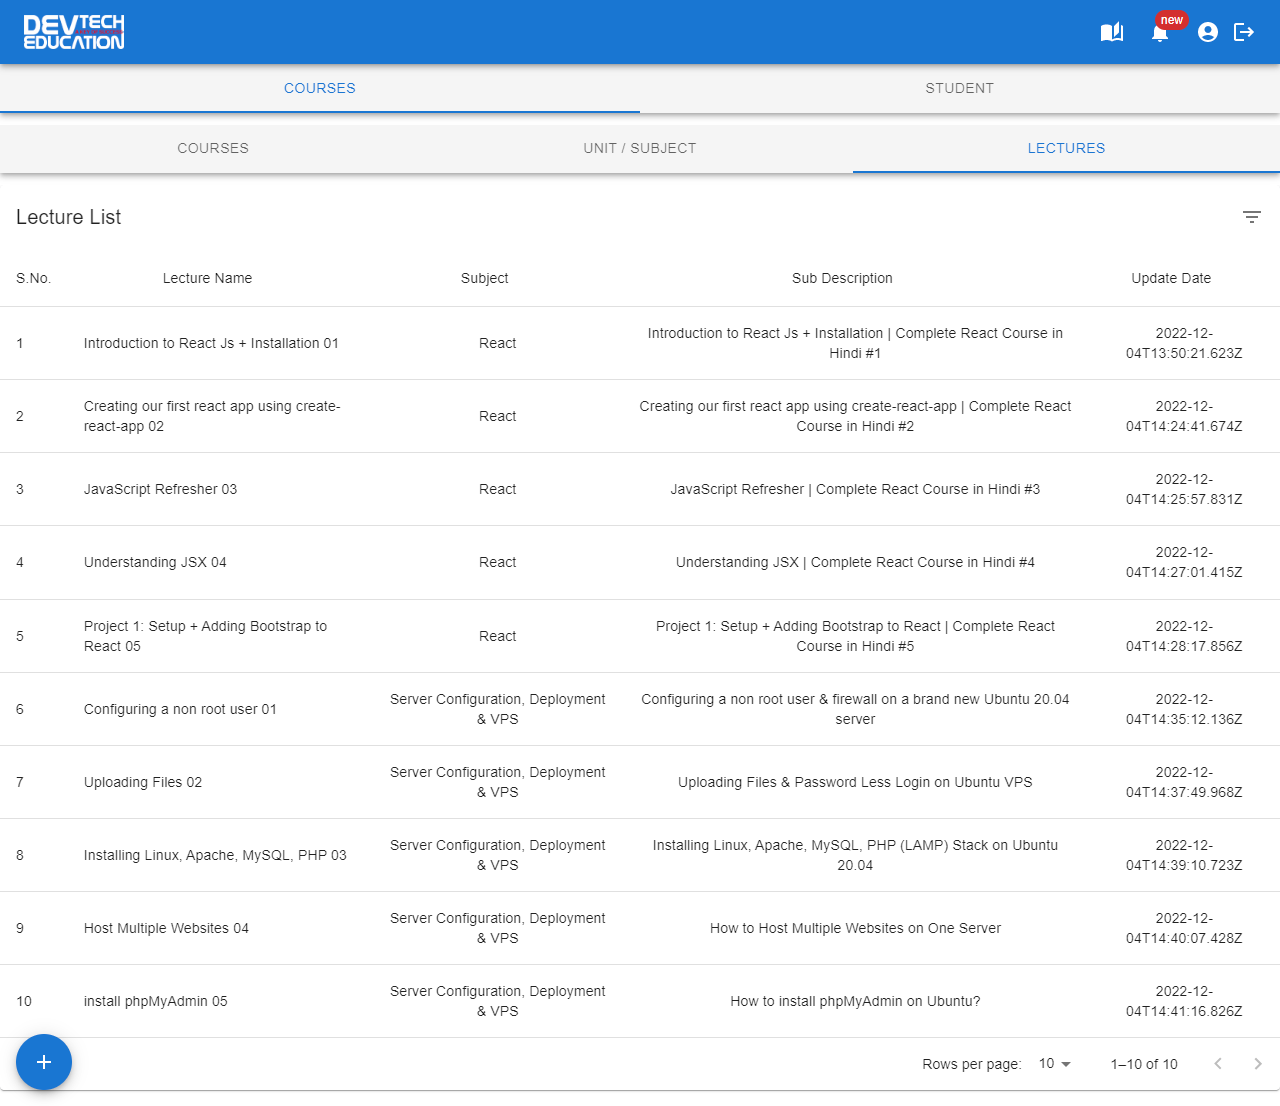 DEVTECH
EDUCATION
new
COURSES STUDENT
COURSES UNIT / SUBJECT LECTURES
Lecture List
S.No. Lecture Name Subject Sub Description Update Date
1 Introduction to React Js + Installation 01 React Introduction to React Js + Installation | Complete React Course in Hindi #1 2022-12-04T13:50:21.623Z
2 Creating our first react app using create-react-app 02 React Creating our first react app using create-react-app | Complete React Course in Hindi #2 2022-12-04T14:24:41.674Z
3 JavaScript Refresher 03 React JavaScript Refresher | Complete React Course in Hindi #3 2022-12-04T14:25:57.831Z
4 Understanding JSX 04 React Understanding JSX | Complete React Course in Hindi #4 2022-12-04T14:27:01.415Z
5 Project 1: Setup + Adding Bootstrap to React 05 React Project 1: Setup + Adding Bootstrap to React | Complete React Course in Hindi #5 2022-12-04T14:28:17.856Z
6 Configuring a non root user 01 Server Configuration, Deployment & VPS Configuring a non root user & firewall on a brand new Ubuntu 20.04 server 2022-12-04T14:35:12.136Z
7 Uploading Files 02 Server Configuration, Deployment & VPS Uploading Files & Password Less Login on Ubuntu VPS 2022-12-04T14:37:49.968Z
8 Installing Linux, Apache, MySQL, PHP 03 Server Configuration, Deployment & VPS Installing Linux, Apache, MySQL, PHP (LAMP) Stack on Ubuntu 20.04 2022-12-04T14:39:10.723Z
9 Host Multiple Websites 04 Server Configuration, Deployment & VPS How to Host Multiple Websites on One Server 2022-12-04T14:40:07.428Z
10 install phpMyAdmin 05 Server Configuration, Deployment & VPS How to install phpMyAdmin on Ubuntu? 2022-12-04T14:41:16.826Z
Rows per page: 10 1–10 of 10